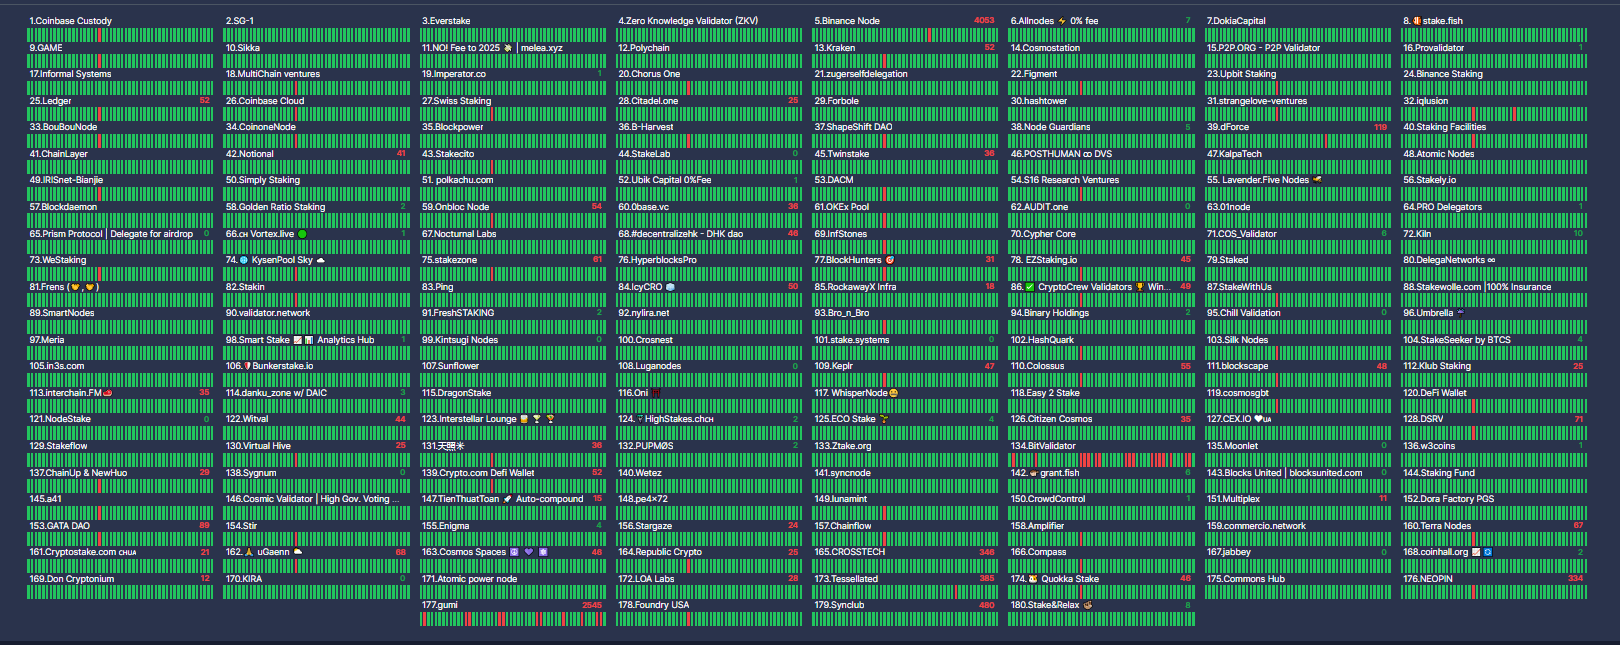 1.Coinbase Custody
2.SG-1
3.Everstake
4.Zero Knowledge Validator (ZKV)
5.Binance Node 4053
6.Allnodes ⚡ 0% fee 7
7.DokiaCapital
8. stake.fish
9.GAME
10.Sikka
11.NO! Fee to 2025 | melea.xyz
12.Polychain
13.Kraken 52
14.Cosmostation
15.P2P.ORG - P2P Validator
16.Provalidator 1
17.Informal Systems
18.MultiChain ventures
19.Imperator.co 1
20.Chorus One
21.zugerselfdelegation
22.Figment
23.Upbit Staking
24.Binance Staking
25.Ledger 52
26.Coinbase Cloud
27.Swiss Staking
28.Citadel.one 25
29.Forbole
30.hashtower
31.strangelove-ventures
32.iqlusion
33.BouBouNode
34.CoinoneNode
35.Blockpower
36.B-Harvest
37.ShapeShift DAO
38.Node Guardians 5
39.dForce 119
40.Staking Facilities
41.ChainLayer
42.Notional 41
43.Stakecito
44.StakeLab 0
45.Twinstake 36
46.POSTHUMAN ꝏ DVS
47.KalpaTech
48.Atomic Nodes
49.IRISnet-Bianjie
50.Simply Staking
51. polkachu.com
52.Ubik Capital 0%Fee 1
53.DACM
54.S16 Research Ventures
55. Lavender.Five Nodes 🐝
56.Stakely.io
57.Blockdaemon
58.Golden Ratio Staking 2
59.Onbloc Node 54
60.0base.vc 36
61.OKEx Pool
62.AUDIT.one 0
63.01node
64.PRO Delegators 1
65.Prism Protocol | Delegate for airdrop 0
66.CH Vortex.live 🟢 1
67.Nocturnal Labs
68.#decentralizehk - DHK dao 46
69.InfStones
70.Cypher Core
71.COS_Validator 6
72.Kiln 10
73.WeStaking
74. 🌐 KysenPool Sky ☁️
75.stakezone 61
76.HyperblocksPro
77.BlockHunters 🎯 31
78. EZStaking.io 45
79.Staked
80.DelegaNetworks ∞
81.Frens (🤝,🤝)
82.Stakin
83.Ping
84.IcyCRO 🧊 50
85.RockawayX Infra 18
86. ✅ CryptoCrew Validators 🏆 Win... 49
87.StakeWithUs
88.Stakewolle.com |100% Insurance
89.SmartNodes
90.validator.network
91.FreshSTAKING 2
92.nylira.net
93.Bro_n_Bro
94.Binary Holdings 2
95.Chill Validation 0
96.Umbrella ☔
97.Meria
98.Smart Stake 📈📊 Analytics Hub 1
99.Kintsugi Nodes 0
100.Crosnest
101.stake.systems 0
102.HashQuark
103.Silk Nodes
104.StakeSeeker by BTCS 4
105.in3s.com
106. Bunkerstake.io
107.Sunflower
108.Luganodes 0
109.Keplr 47
110.Colossus 55
111.blockscape 48
112.Klub Staking 25
113.interchain.FM 35
114.danku_zone w/ DAIC 3
115.DragonStake
116.Oni
117. WhisperNode🤐
118.Easy 2 Stake
119.cosmosgbt
120.DeFi Wallet
121.NodeStake 0
122.Witval 44
123.Interstellar Lounge 🥃 🍸 🍹
124. HighStakes.chCH 2
125.ECO Stake 🌱 4
126.Citizen Cosmos 35
127.CEX.IO 🤍UA
128.DSRV 71
129.Stakeflow
130.Virtual Hive 25
131.天照☀ 36
132.PUPMØS 2
133.Ztake.org
134.BitValidator
135.Moonlet 0
136.w3coins 1
137.ChainUp & NewHuo 29
138.Sygnum 0
139.Crypto.com Defi Wallet 52
140.Wetez
141.syncnode
142. grant.fish 6
143.Blocks United | blocksunited.com 0
144.Staking Fund
145.a41
146.Cosmic Validator | High Gov. Voting ...
147.TienThuatToan 🚀 Auto-compound 15
148.pe4x72
149.lunamint
150.CrowdControl 1
151.Multiplex 11
152.Dora Factory PGS
153.GATA DAO 89
154.Stir
155.Enigma 4
156.Stargaze 24
157.Chainflow
158.Amplifier
159.commercio.network
160.Terra Nodes 67
161.Cryptostake.com CHUA 21
162. uGaenn 68
163.Cosmos Spaces ☮️ 💜 ⚛️ 46
164.Republic Crypto 25
165.CROSSTECH 346
166.Compass
167.jabbey 0
168.coinhall.org 📈 🔄 2
169.Don Cryptonium 12
170.KIRA 0
171.Atomic power node
172.LOA Labs 28
173.Tessellated 365
174. Quokka Stake 48
175.Commons Hub
176.NEOPIN 334
177.gumi 2545
178.Foundry USA
179.Synclub 480
180.Stake&Relax 🦥 8